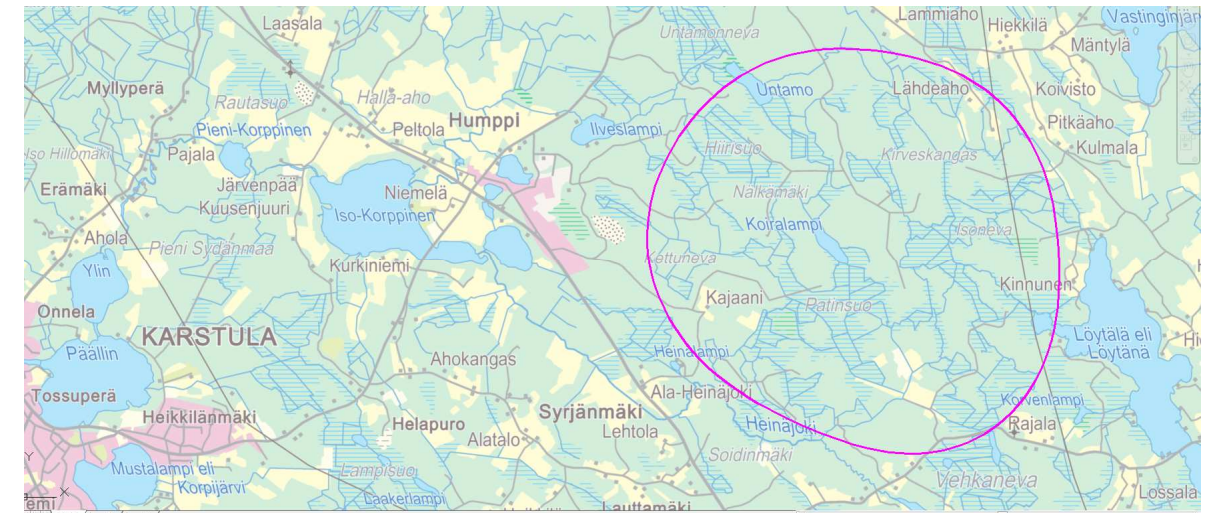 Laasala
Lammiaho
Hiekkilä
Vastinginjär
Untamonneva
Mäntylä
Myllyperä
Rautasuo
Halla-aho
Untamo
Lähdeaho
Koivisto
Pieni-Korppinen
Peltola
Humppi
Ilveslampi
Pitkäaho
Iso Hillomäki
Pajala
Hiirisuo
Kirveskangas
Kulmala
Erämäki
Järvenpää
Niemelä
Nälkämäki
Kuusenjuuri
Iso-Korppinen
Koiralampi
Isoneva
Ahola
Pieni Sydänmaa
Ylin
Kurkiniemi
Kettuneva
Kinnunen
Onnela
Kajaani
Patinsuo
KARSTULA
Löytälä eli
Löytänä
Päällin
Ahokangas
Heinälampi
Tossuperä
Ala-Heinäjoki
Korvenlampi
Heikkilänmäki
Helapuro
Syrjänmäki
Heinäjoki
Rajala
Alatalo
Lehtola
Soidinmäki
Mustalampi eli
Korpijärvi
Lampisuo
Vehkaneva
Laakerlampi
Lossala
emi
Lauttamäki